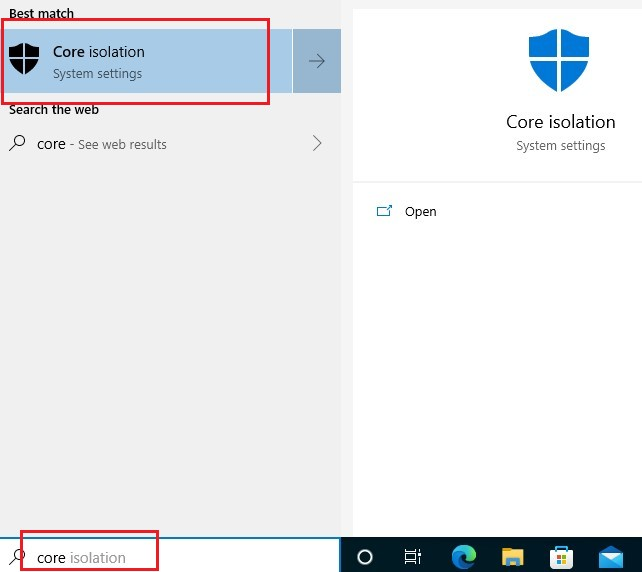 Best match
Core isolation
System settings
Search the web
core - See web results
Core isolation
System settings
Open
core isolation